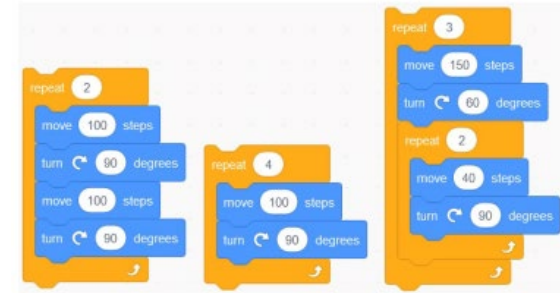 repeat 2
move 100 steps
turn 90 degrees
move 100 steps
turn 90 degrees
repeat 4
move 100 steps
turn 90 degrees
repeat 3
move 150 steps
turn 60 degrees
repeat 2
move 40 steps
turn 90 degrees